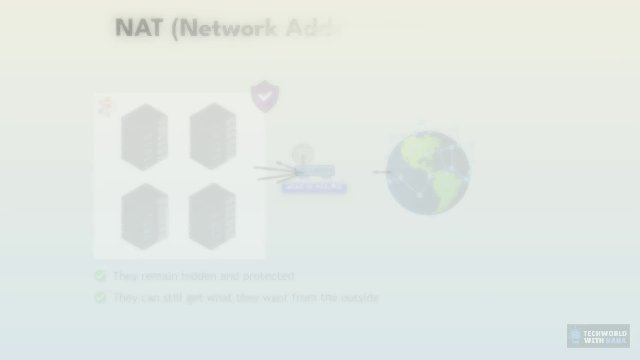 NAT (Network Addr
They remain hidden and protected
They can still get what they want from the outside
TECHWORLD
WITH NANA